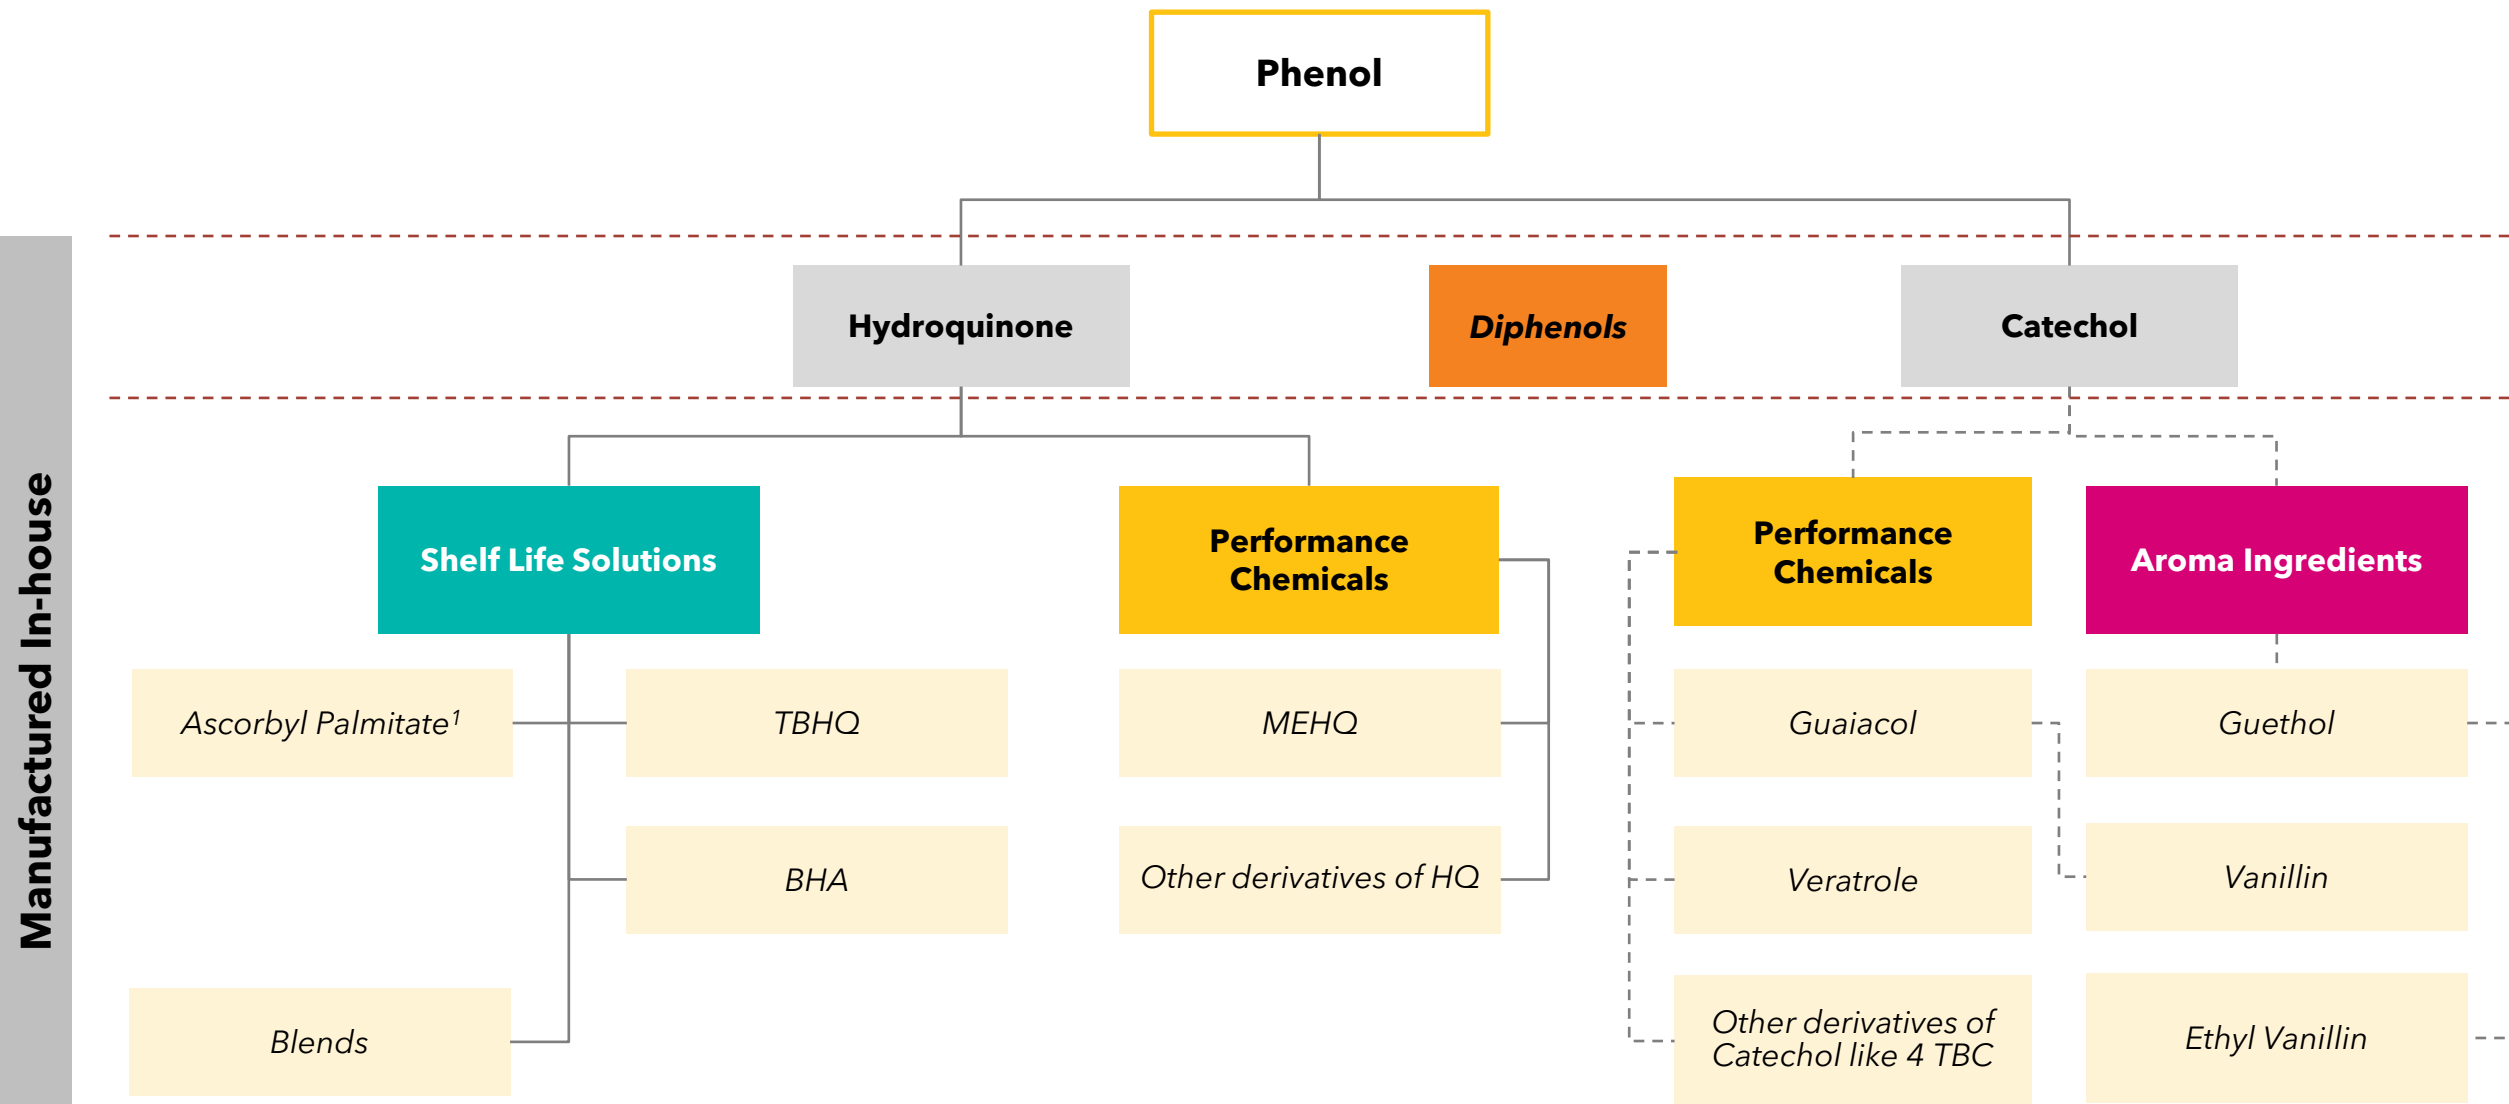 Phenol
Hydroquinone
Diphenols
Catechol
Manufactured In-house
Shelf Life Solutions
Performance
Chemicals
Performance
Chemicals
Aroma Ingredients
Ascorbyl Palmitate¹
TBHQ
MEHQ
Guaiacol
Guethol
BHA
Other derivatives of HQ
Veratrole
Vanillin
Blends
Other derivatives of
Catechol like 4 TBC
Ethyl Vanillin